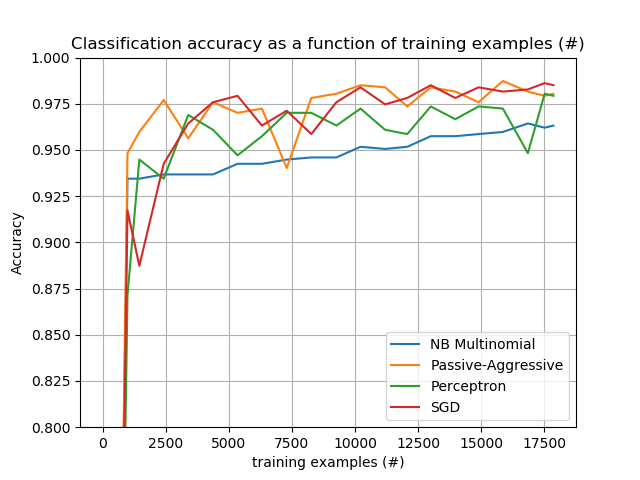 Classification accuracy as a function of training examples (#)
1.000
0.975
0.950
0.925
0.900
0.875
0.850
0.825
0.800
Accuracy
NB Multinomial
Passive-Aggressive
Perceptron
SGD
0 2500 5000 7500 10000 12500 15000 17500
training examples (#)